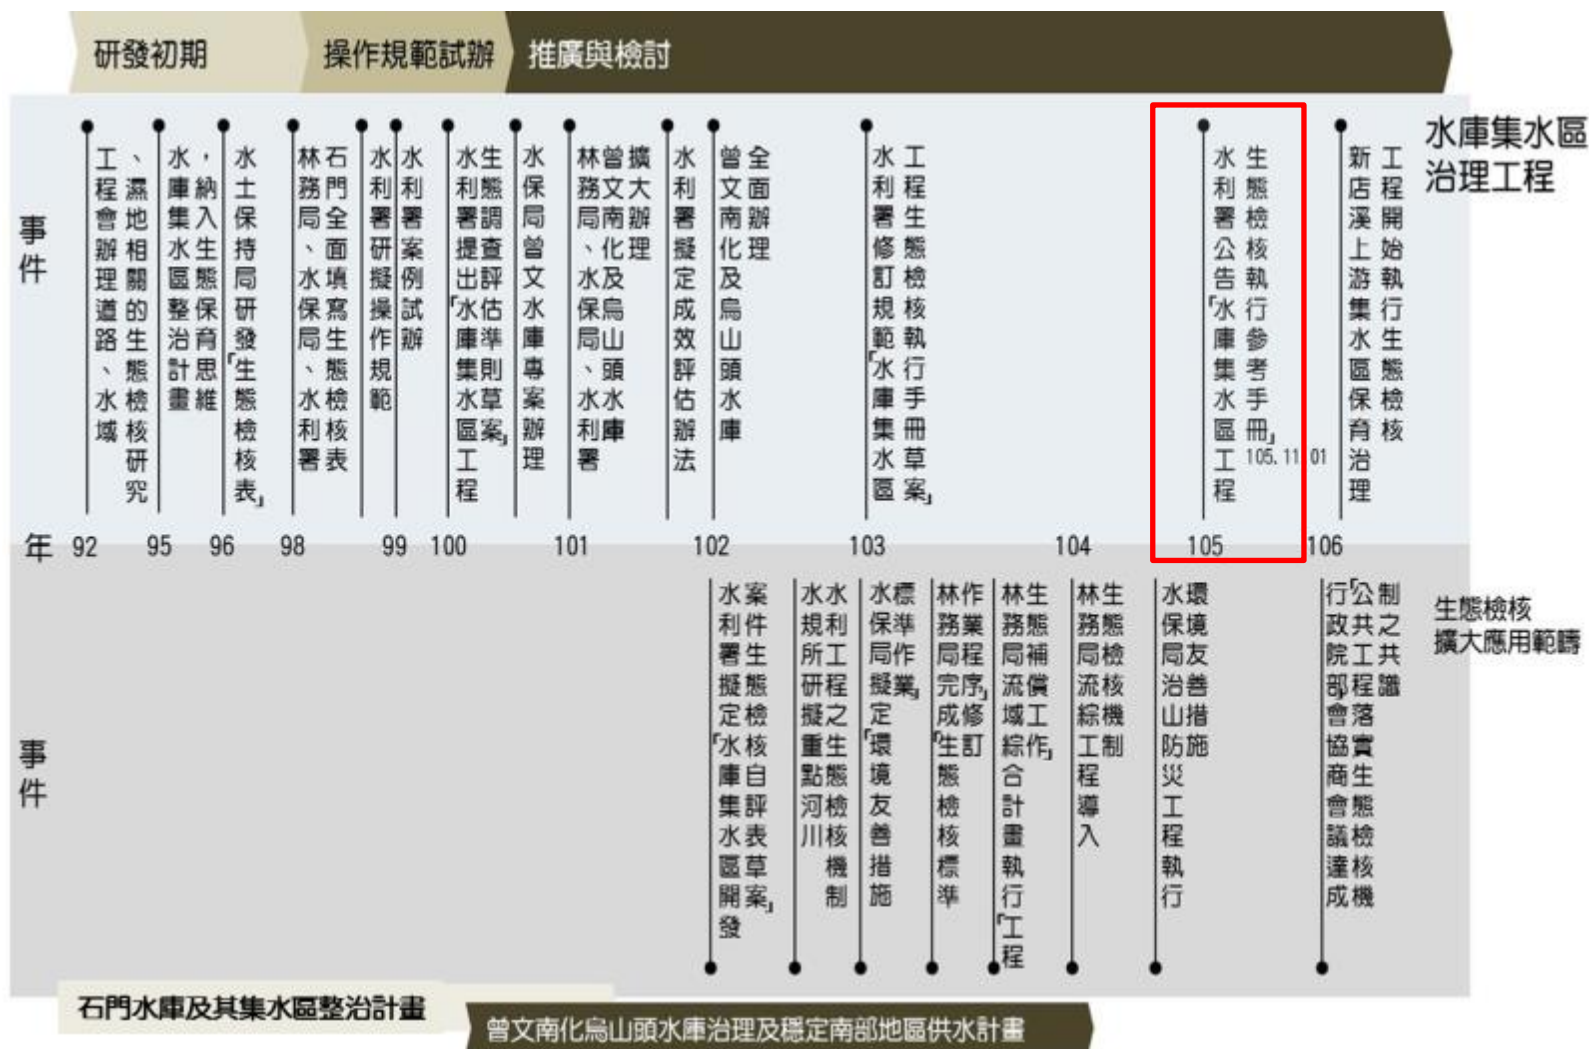 研發初期
操作規範試辦
推廣與檢討
水庫集水區
治理工程
事件
工程會辦理道路、水域
、濕地相關的生態檢核研究
水庫集水區整治計畫
，納入生態保育思維
水土保持局研發「生態檢核表」
林務局、水保局、水利署
石門全面填寫生態檢核表
水利署研擬操作規範
水利署案例試辦
水利署提出「水庫集水區工程
生態調查評估準則草案」
水保局曾文水庫專案辦理
林務局、水保局、水利署
曾文南化及烏山頭水庫
擴大辦理
水利署擬定成效評估辦法
曾文南化及烏山頭水庫
全面辦理
水利署修訂規範「水庫集水區
工程生態檢核執行手冊草案」
水利署公告「水庫集水區工程
生態檢核執行參考手冊」
105.11.01
新店溪上游集水區保育治理
工程開始執行生態檢核
年
92
95
96
98
99
100
101
102
103
104
105
106
事件
水利署擬定「水庫集水區開發
案件生態檢核自評表草案」
水規所研擬重點河川
水利工程之生態檢核機制
水保局擬定「環境友善措施
標準作業」
林務局完成「生態檢核標準
作業程序」修訂
林務局流域綜合計畫執行「工程
生態補償工作」
林務局流綜工程導入
生態檢核機制
水保局治山防災工程執行
環境友善措施
行政院部會協商會議達成
「公共工程落實生態檢核機
制之共識
生態檢核
擴大應用範疇
石門水庫及其集水區整治計畫
曾文南化烏山頭水庫治理及穩定南部地區供水計畫